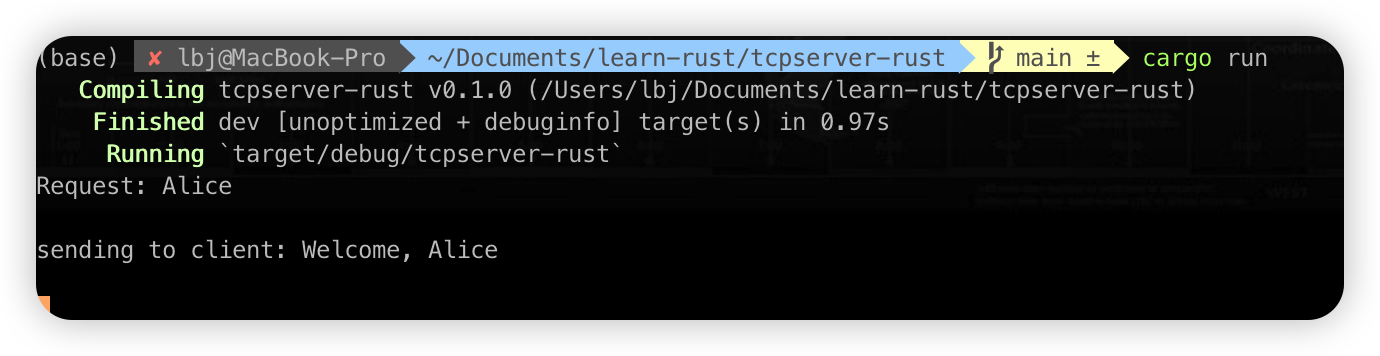 (base) ✘ lbj@MacBook-Pro ~/Documents/learn-rust/tcpserver-rust main ± cargo run
Compiling tcpserver-rust v0.1.0 (/Users/lbj/Documents/learn-rust/tcpserver-rust)
Finished dev [unoptimized + debuginfo] target(s) in 0.97s
Running `target/debug/tcpserver-rust`
Request: Alice
sending to client: Welcome, Alice